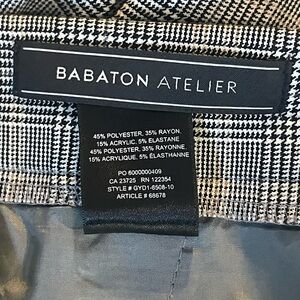 BABATON ATELIER
45% POLYESTER, 35% RAYON,
15% ACRYLIC, 5% ELASTANE
45% POLYESTER, 35% RAYONNE,
15% ACRYLIQUE, 5% ÉLASTHANNE
PO 6000000409
CA 23725 RN 122354
STYLE # GYD1-6508-10
ARTICLE # 68678